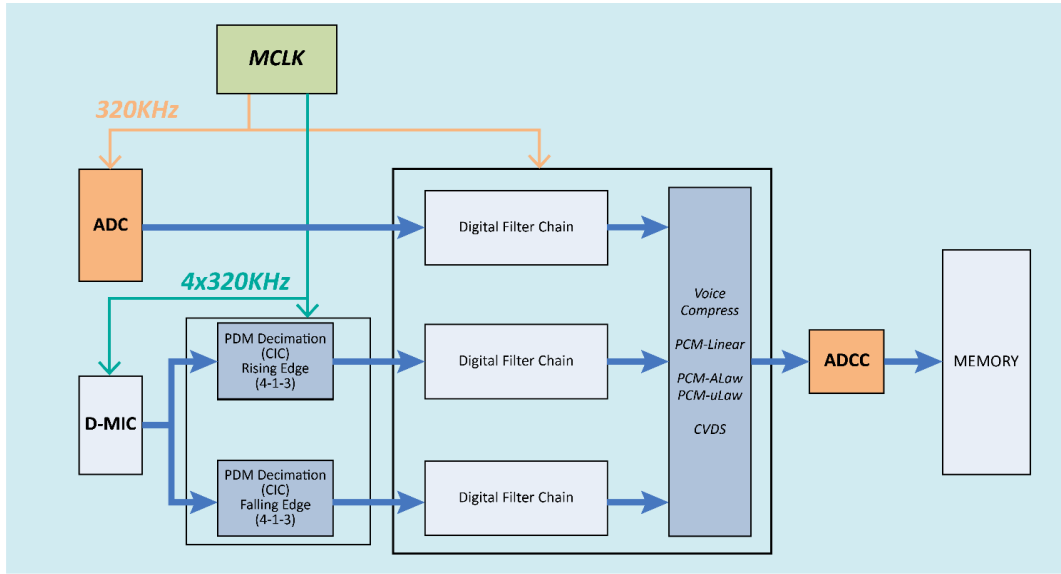 MCLK
320KHz
ADC
Digital Filter Chain
4x320KHz
D-MIC
PDM Decimation
(CIC)
Rising Edge
(4-1-3)
Digital Filter Chain
PDM Decimation
(CIC)
Falling Edge
(4-1-3)
Digital Filter Chain
Voice
Compress
PCM-Linear
PCM-ALaw
PCM-uLaw
CVDS
ADCC
MEMORY